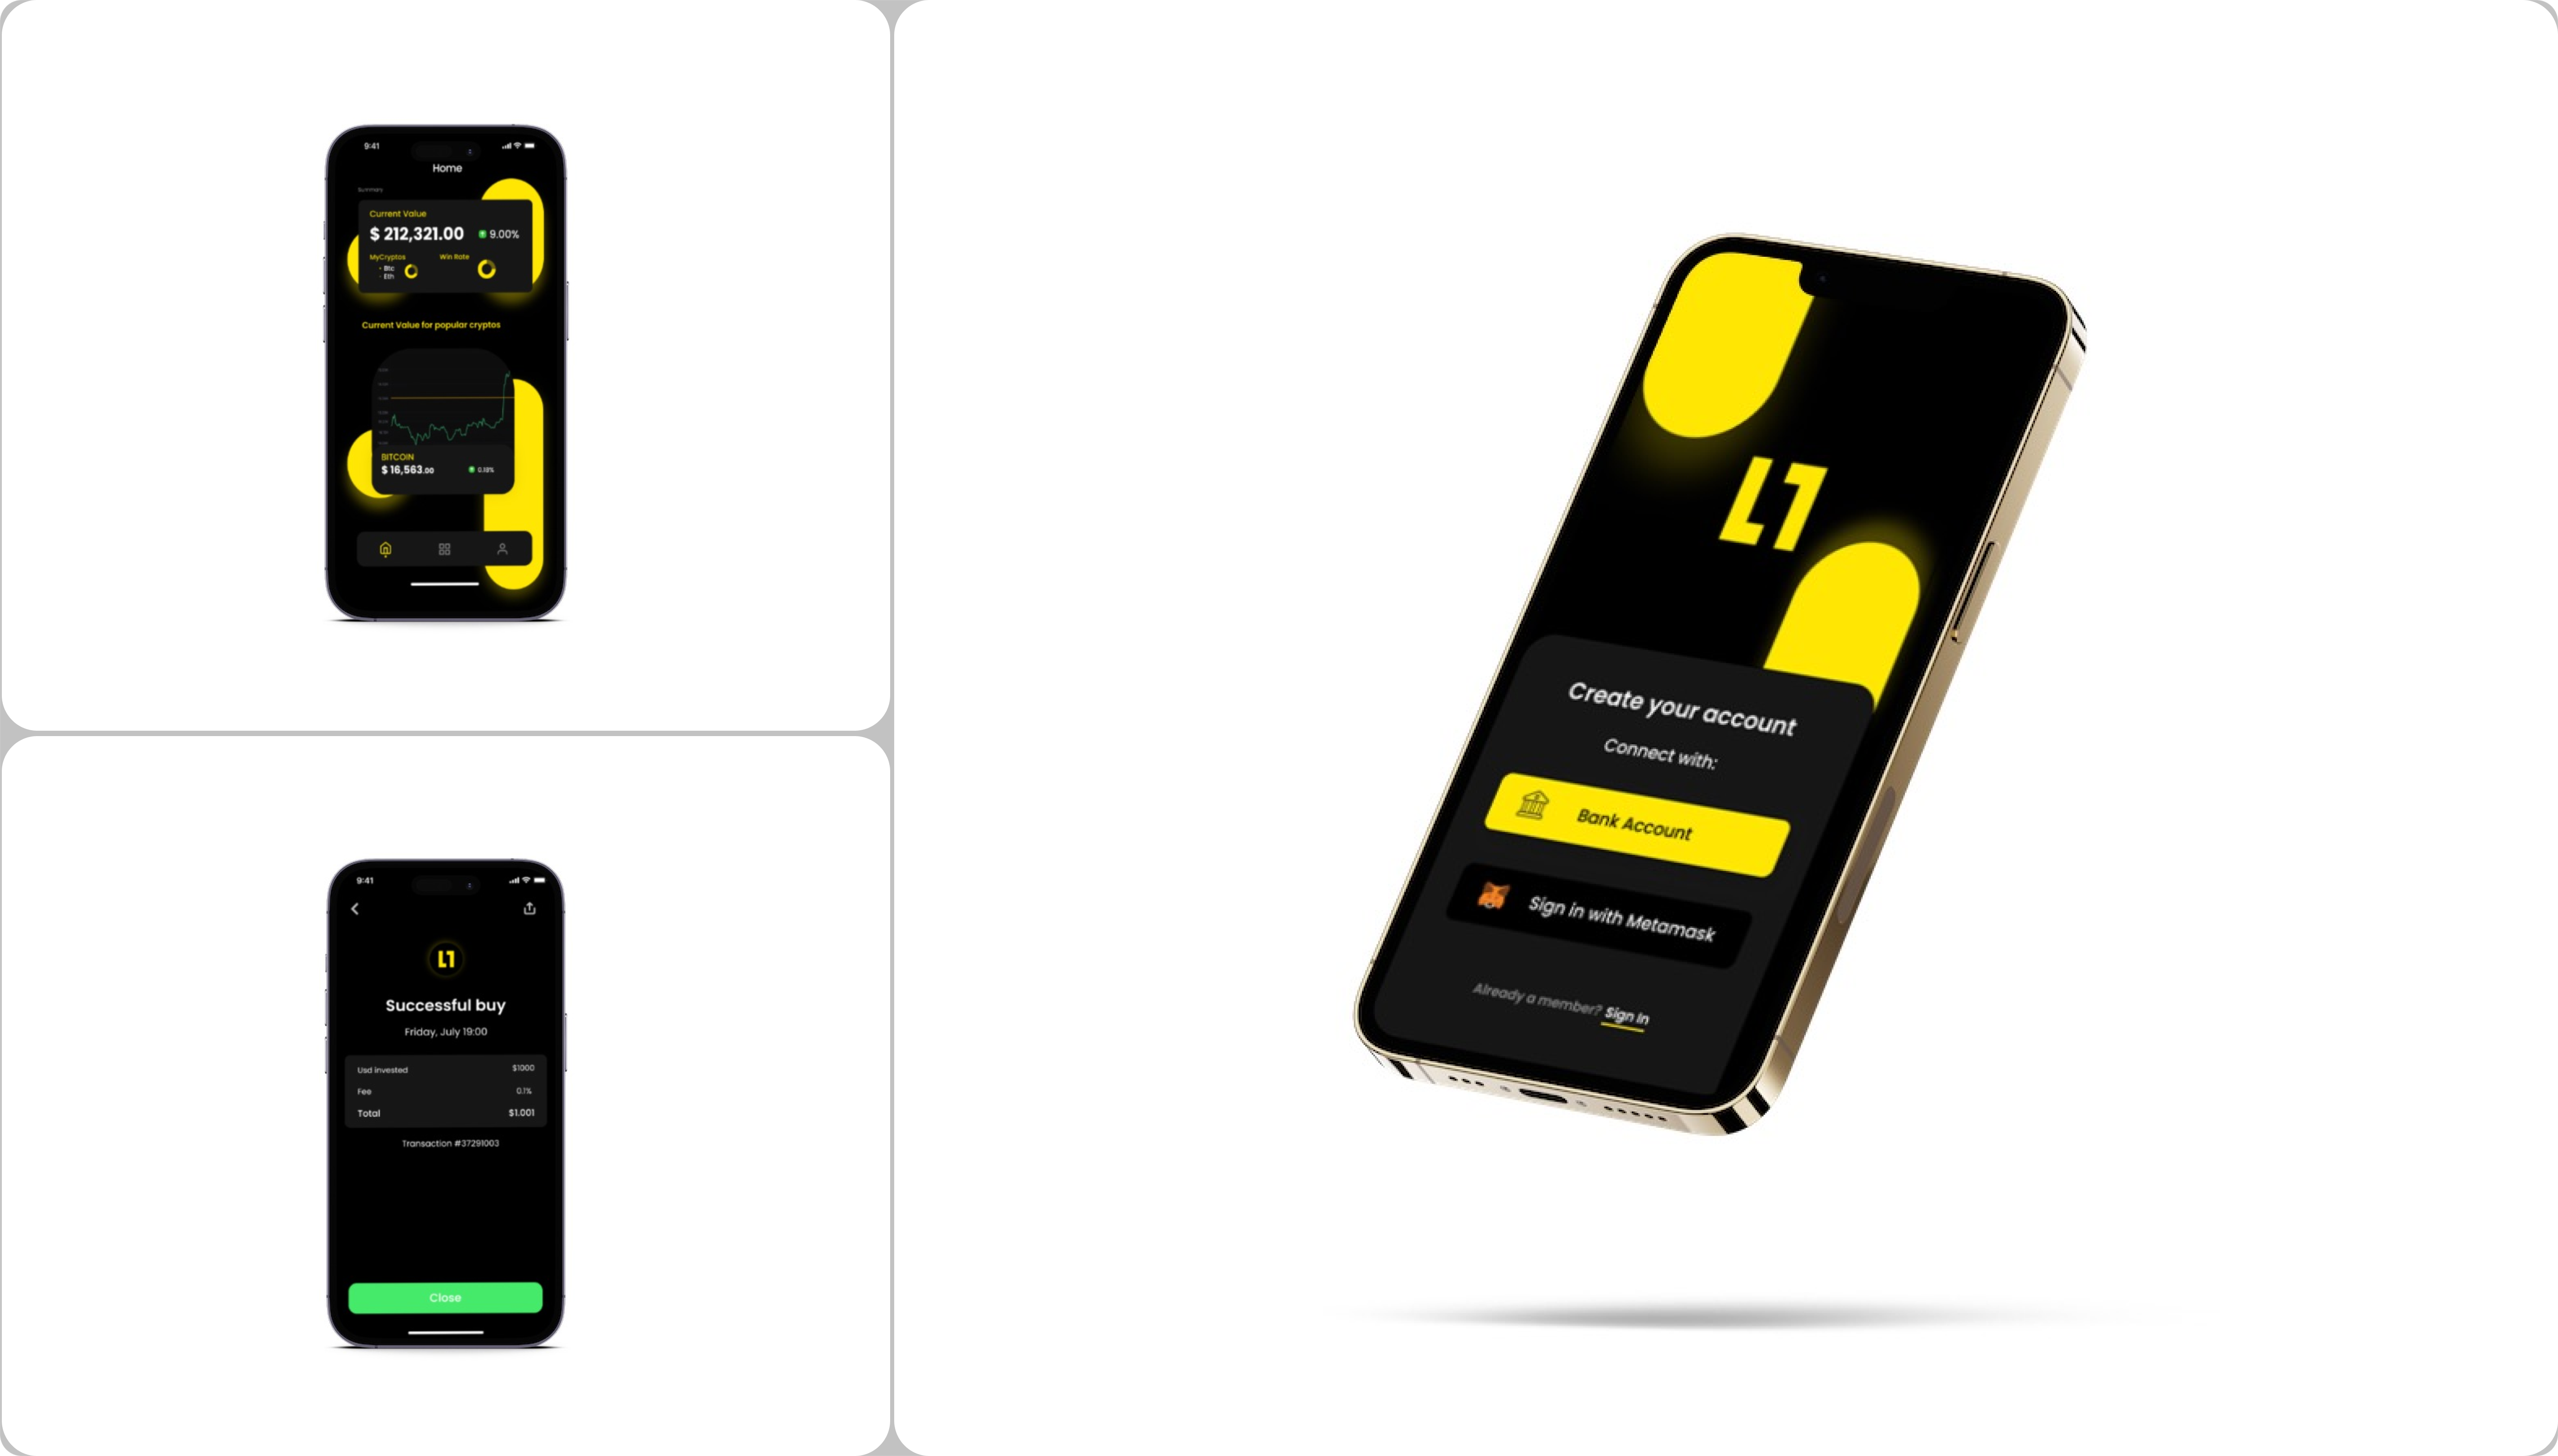 9:41
Home
Summary
Current Value
$ 212,321.00 9.00%
MyCryptos Win Rate
• Btc
• Eth
Current Value for popular cryptos
BITCOIN
$ 16,563.00 0.18%
9:41
L1
Successful buy
Friday, July 19:00
Usd invested $1000
Fee 0.1%
Total $1.001
Transaction #37291003
Close
L1
Create your account
Connect with:
Bank Account
Sign in with Metamask
Already a member? Sign In